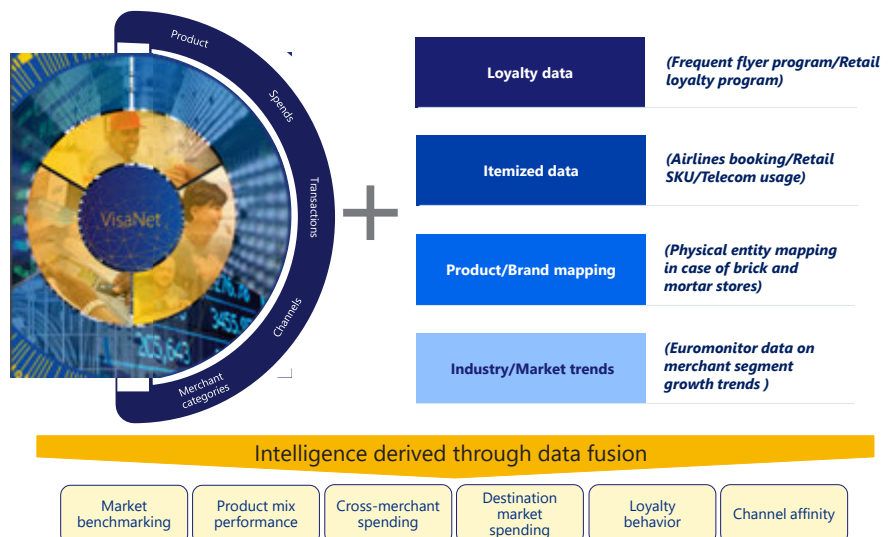 Product
Spends
Transactions
Channels
Merchant
categories
VisaNet
3455.
205,643
Loyalty data
(Frequent flyer program/Retail
loyalty program)
Itemized data
(Airlines booking/Retail
SKU/Telecom usage)
Product/Brand mapping
(Physical entity mapping
in case of brick and
mortar stores)
Industry/Market trends
(Euromonitor data on
merchant segment
growth trends )
Intelligence derived through data fusion
Market
benchmarking
Product mix
performance
Cross-merchant
spending
Destination
market
spending
Loyalty
behavior
Channel affinity